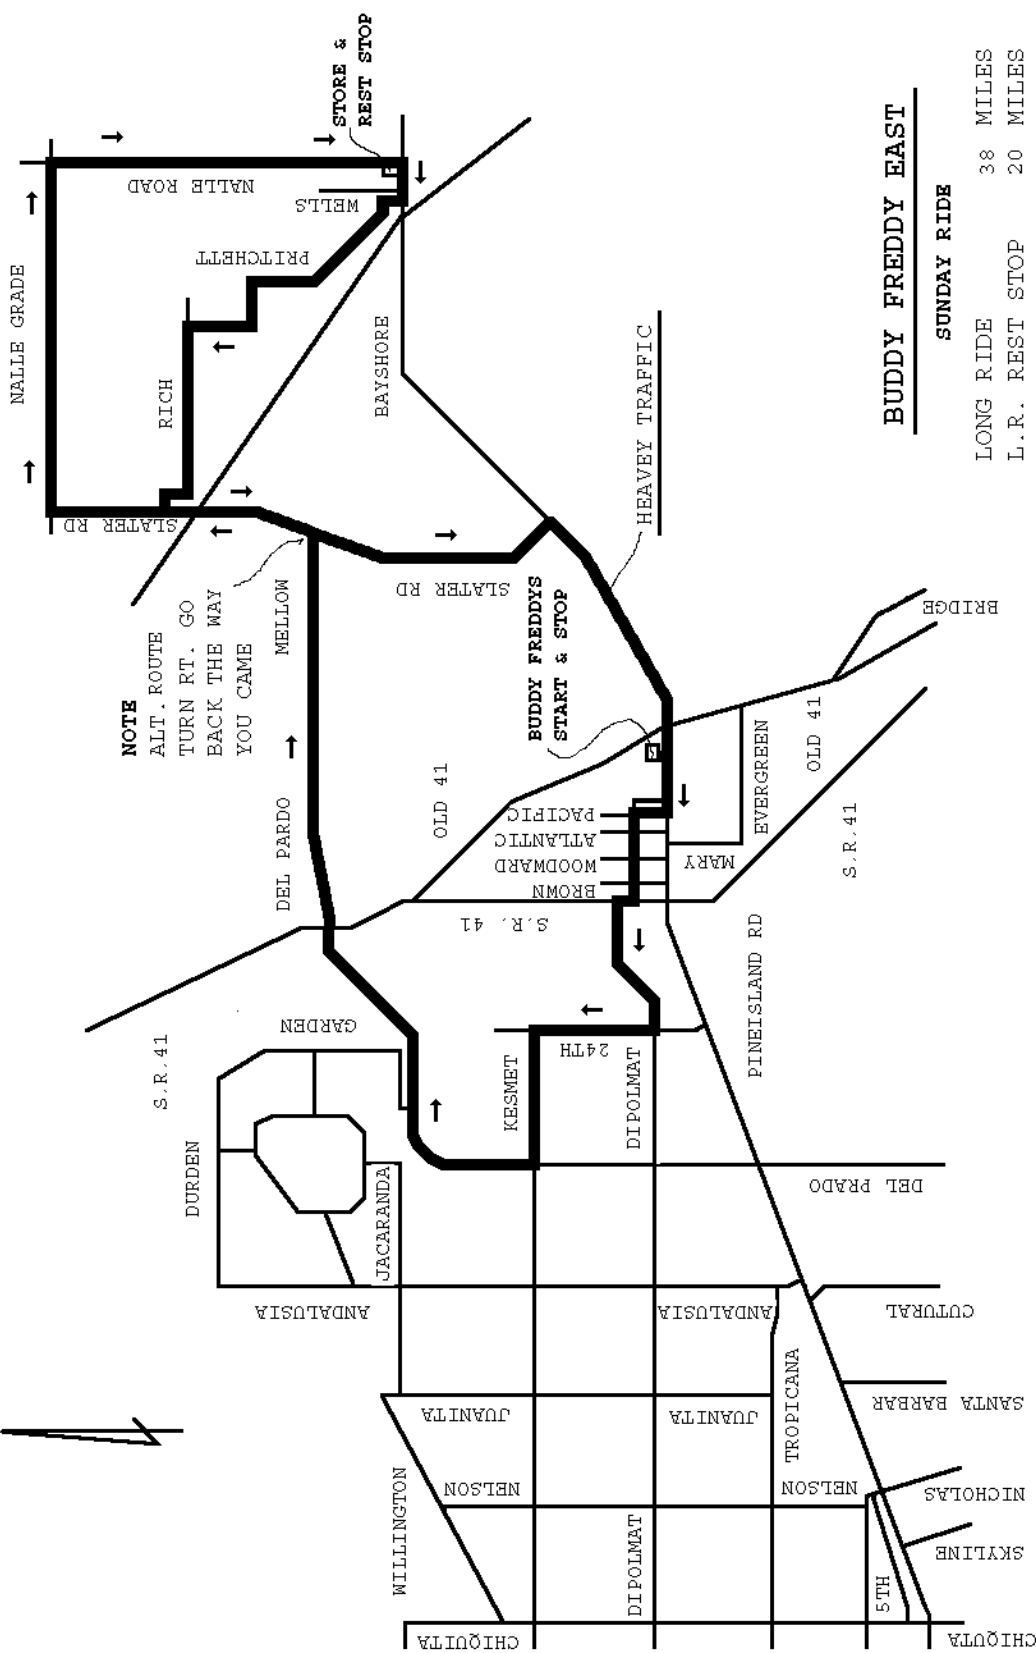 BUDDY FREDDY EAST
SUNDAY RIDE
LONG RIDE 38 MILES
L.R. REST STOP 20 MILES
STORE &
REST STOP
NALLE GRADE
NALLE ROAD
WELLS
PRITCHETT
RICH
BAYSHORE
SLATER RD
SLATER RD
HEAVEY TRAFFIC
NOTE
ALT. ROUTE
TURN RT. GO
BACK THE WAY
YOU CAME
MELLOW
BUDDY FREDDYS
START & STOP
BRIDGE
DEL PARDO
OLD 41
OLD 41
PACIFIC
ATLANTIC
WOODWARD
BROWN
EVERGREEN
MARY
S.R.41
S.R. 41
S.R.41
PINEISLAND RD
GARDEN
24TH
KESMET
DIPOLMAT
DURDEN
JACARANDA
DEL PRADO
ANDALUSIA
ANDALUSIA
CUTURAL
TROPICANA
JUANITA
JUANITA
SANTA BARBAR
WILLINGTON
NELSON
NELSON
NICHOLAS
DIPOLMAT
SKYLINE
5TH
CHIQUITA
CHIQUTA